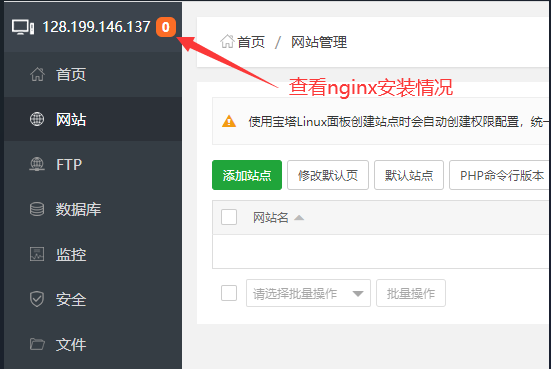 128.199.146.137 0
首页 / 网站管理
首页
查看nginx安装情况
网站
使用宝塔Linux面板创建站点时会自动创建权限配置，统一
FTP
添加站点 修改默认页 默认站点 PHP命令行版本
数据库
网站名
监控
安全
请选择批量操作 批量操作
文件